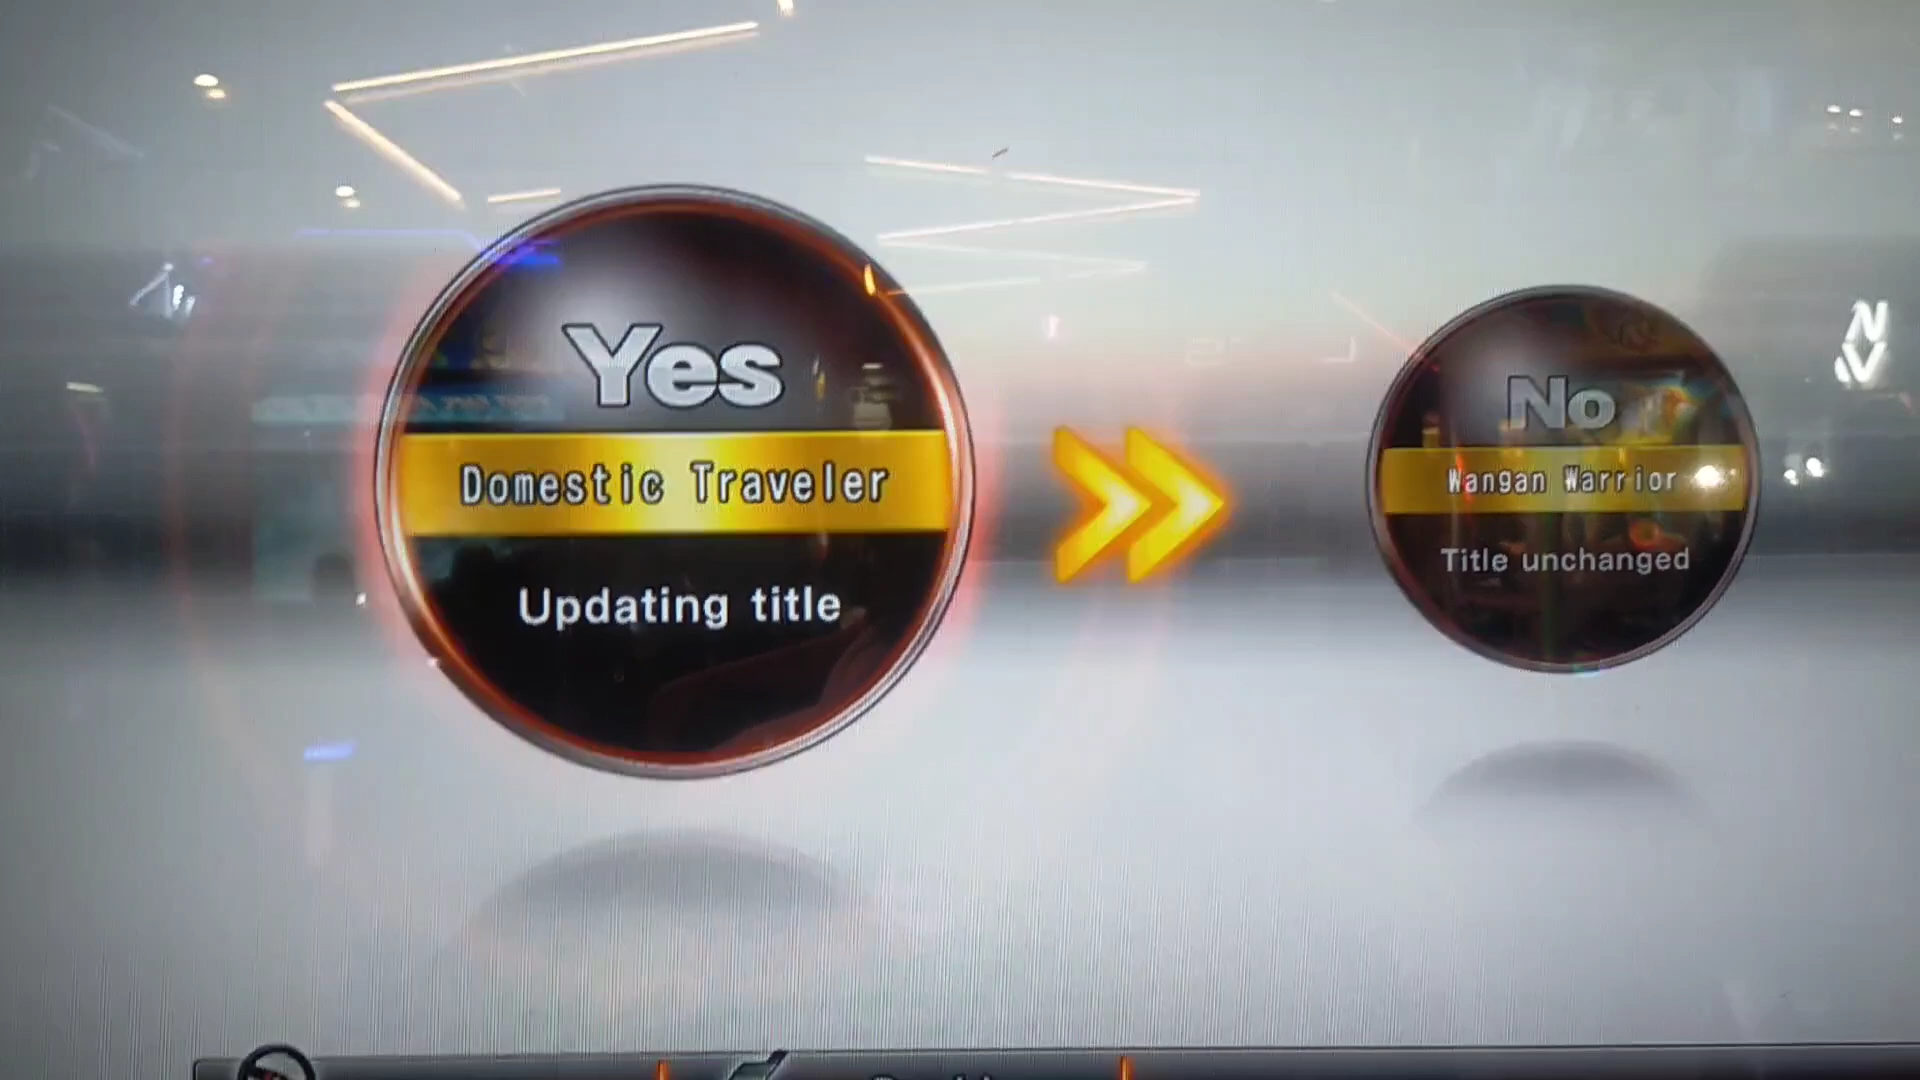 Yes
Domestic Traveler
Updating title
No
Wangan Warrior
Title unchanged